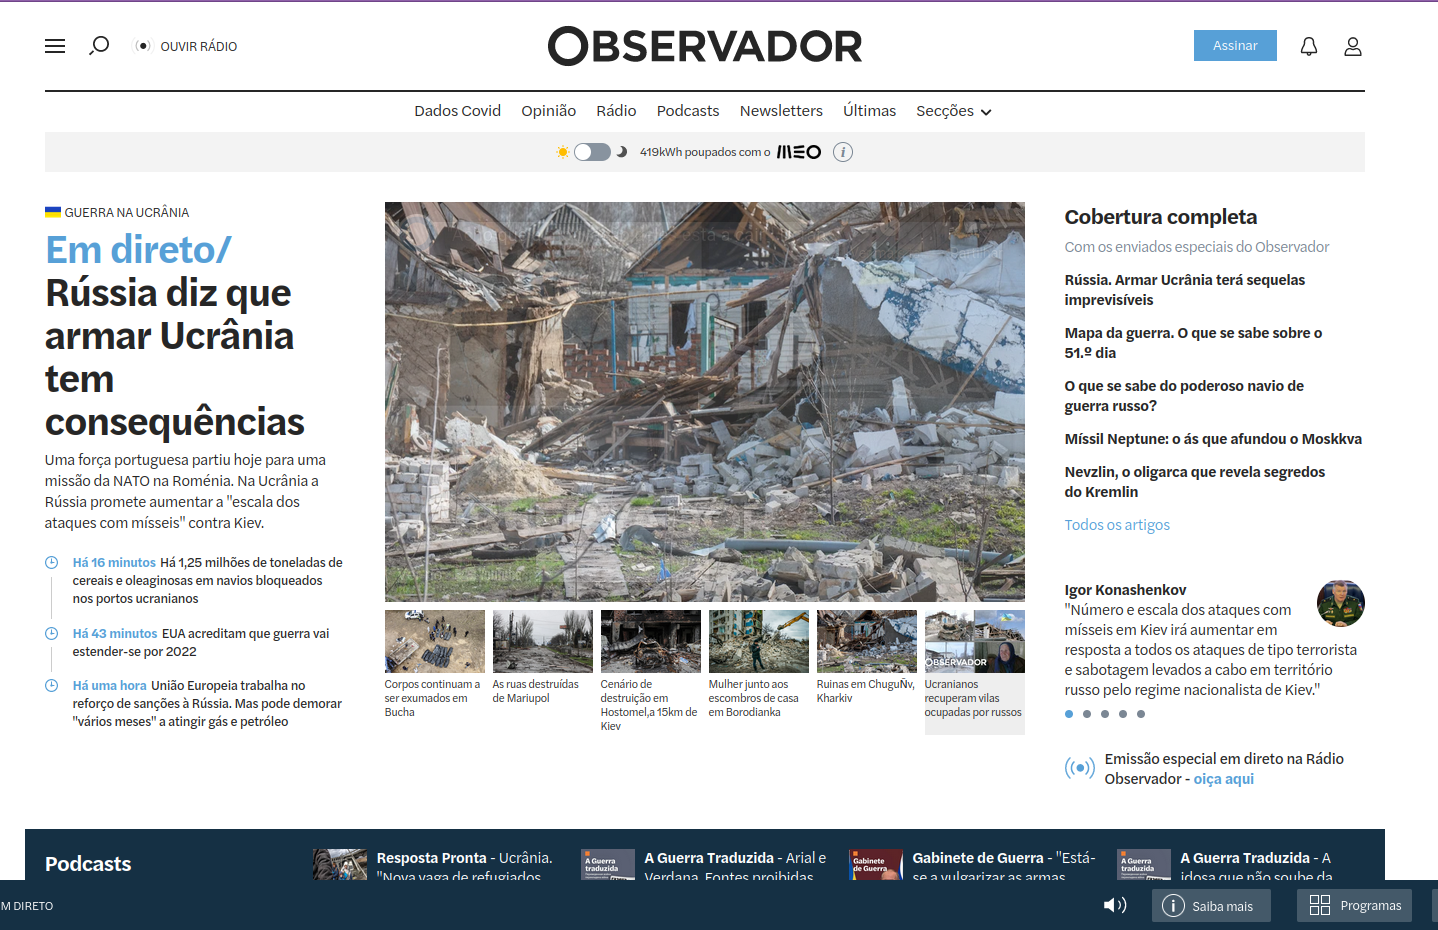 OUVIR RÁDIO
OBSERVADOR
Assinar
Dados Covid Opinião Rádio Podcasts Newsletters Últimas Secções
419kWh poupados com o MEO i
GUERRA NA UCRÂNIA
Em direto/
Rússia diz que
armar Ucrânia
tem
consequências
Uma força portuguesa partiu hoje para uma
missão da NATO na Roménia. Na Ucrânia a
Rússia promete aumentar a "escala dos
ataques com mísseis" contra Kiev.
Há 16 minutos Há 1,25 milhões de toneladas de
cereais e oleaginosas em navios bloqueados
nos portos ucranianos
Há 43 minutos EUA acreditam que guerra vai
estender-se por 2022
Há uma hora União Europeia trabalha no
reforço de sanções à Rússia. Mas pode demorar
"vários meses" a atingir gás e petróleo
Corpos continuam a
ser exumados em
Bucha
As ruas destruídas
de Mariupol
Cenário de
destruição em
Hostomel,a 15km de
Kiev
Mulher junto aos
escombros de casa
em Borodianka
Ruinas em ChuguÑv,
Kharkiv
OBSERVADOR
Ucranianos
recuperam vilas
ocupadas por russos
Cobertura completa
Com os enviados especiais do Observador
Rússia. Armar Ucrânia terá sequelas
imprevisíveis
Mapa da guerra. O que se sabe sobre o
51.º dia
O que se sabe do poderoso navio de
guerra russo?
Míssil Neptune: o ás que afundou o Moskkva
Nevzlin, o oligarca que revela segredos
do Kremlin
Todos os artigos
Igor Konashenkov
"Número e escala dos ataques com
mísseis em Kiev irá aumentar em
resposta a todos os ataques de tipo terrorista
e sabotagem levados a cabo em território
russo pelo regime nacionalista de Kiev."
Emissão especial em direto na Rádio
Observador - oiça aqui
Podcasts
Resposta Pronta - Ucrânia.
"Nova vaga de refugiados
A Guerra
traduzida
A Guerra Traduzida - Arial e
Verdana. Fontes proibidas
Gabinete
de Guerra
Gabinete de Guerra - "Está-
se a vulgarizar as armas
A Guerra
traduzida
A Guerra Traduzida - A
idosa que não soube da
M DIRETO
i Saiba mais
Programas